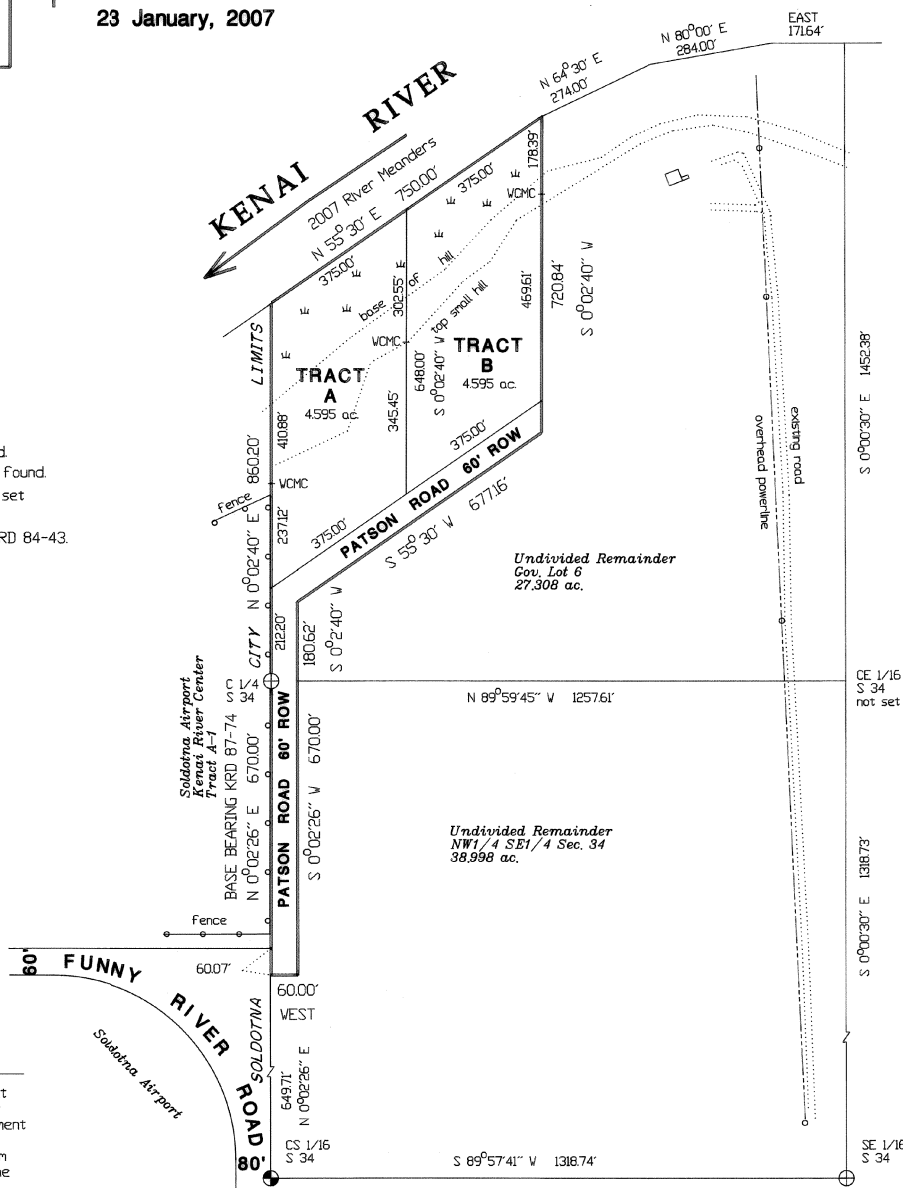 23 January, 2007
EAST
171.64'
N 80°00' E
284.00'
N 64°30' E
274.00'
KENAI RIVER
2007 River Meanders
N 55°30' E 750.00'
375.00'
375.00'
178.39'
WCMC
base of hill
top small hill
302.55'
WCMC
TRACT
A
4.595 ac.
TRACT
B
4.595 ac.
469.61'
720.84'
S 0°02'40" W
648.00'
S 0°02'40" W
345.45'
410.88'
LIMITS
860.20'
WCMC
fence
237.12'
N 0°02'40" E
CITY
375.00'
375.00'
PATSON ROAD 60' ROW
S 55°30' W 677.16'
212.20'
180.62'
S 0°2'40" W
d.
found.
set
RD 84-43.
existing road
overhead powerline
S 0°00'30" E 1452.38'
Undivided Remainder
Gov. Lot 6
27.308 ac.
C 1/4
S 34
N 89°59'45" W 1257.61'
CE 1/16
S 34
not set
Soldotna Airport
Kenai River Center
Tract A-1
BASE BEARING KRD 87-74
N 0°02'26" E 670.00'
PATSON ROAD 60' ROW
S 0°02'26" W 670.00'
Undivided Remainder
NW1/4 SE1/4 Sec. 34
38.998 ac.
S 0°00'30" E 1318.73'
fence
60'
FUNNY RIVER ROAD
60.07'
60.00'
WEST
Soldotna Airport
SOLDOTNA
649.71'
N 0°02'26" E
80'
CS 1/16
S 34
S 89°57'41" W 1318.74'
SE 1/16
S 34
t
ment
m
ne